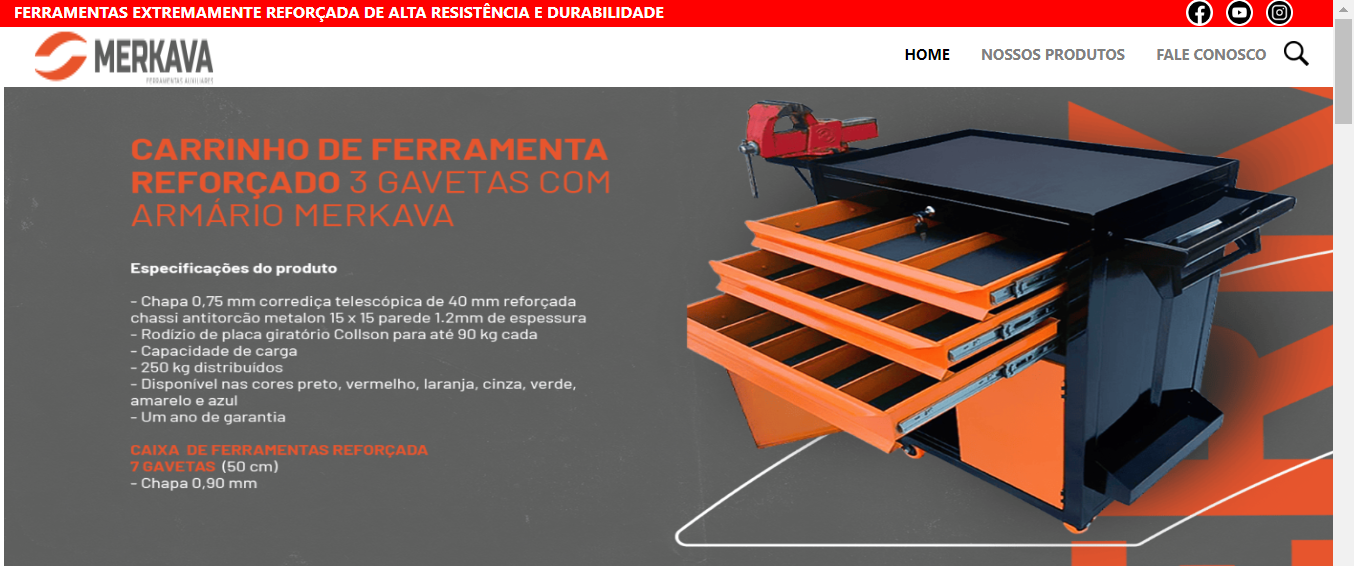 FERRAMENTAS EXTREMAMENTE REFORÇADA DE ALTA RESISTÊNCIA E DURABILIDADE
MERKAVA
FERRAMENTAS AUXILIARES
HOME
NOSSOS PRODUTOS
FALE CONOSCO
CARRINHO DE FERRAMENTA
REFORÇADO 3 GAVETAS COM
ARMÁRIO MERKAVA
Especificações do produto
- Chapa 0,75 mm corrediça telescópica de 40 mm reforçada
chassi antitorcão metalon 15 x 15 parede 1.2mm de espessura
- Rodízio de placa giratório Collson para até 90 kg cada
- Capacidade de carga
- 250 kg distribuídos
- Disponível nas cores preto, vermelho, laranja, cinza, verde,
amarelo e azul
- Um ano de garantia
CAIXA DE FERRAMENTAS REFORÇADA
7 GAVETAS (50 cm)
- Chapa 0,90 mm